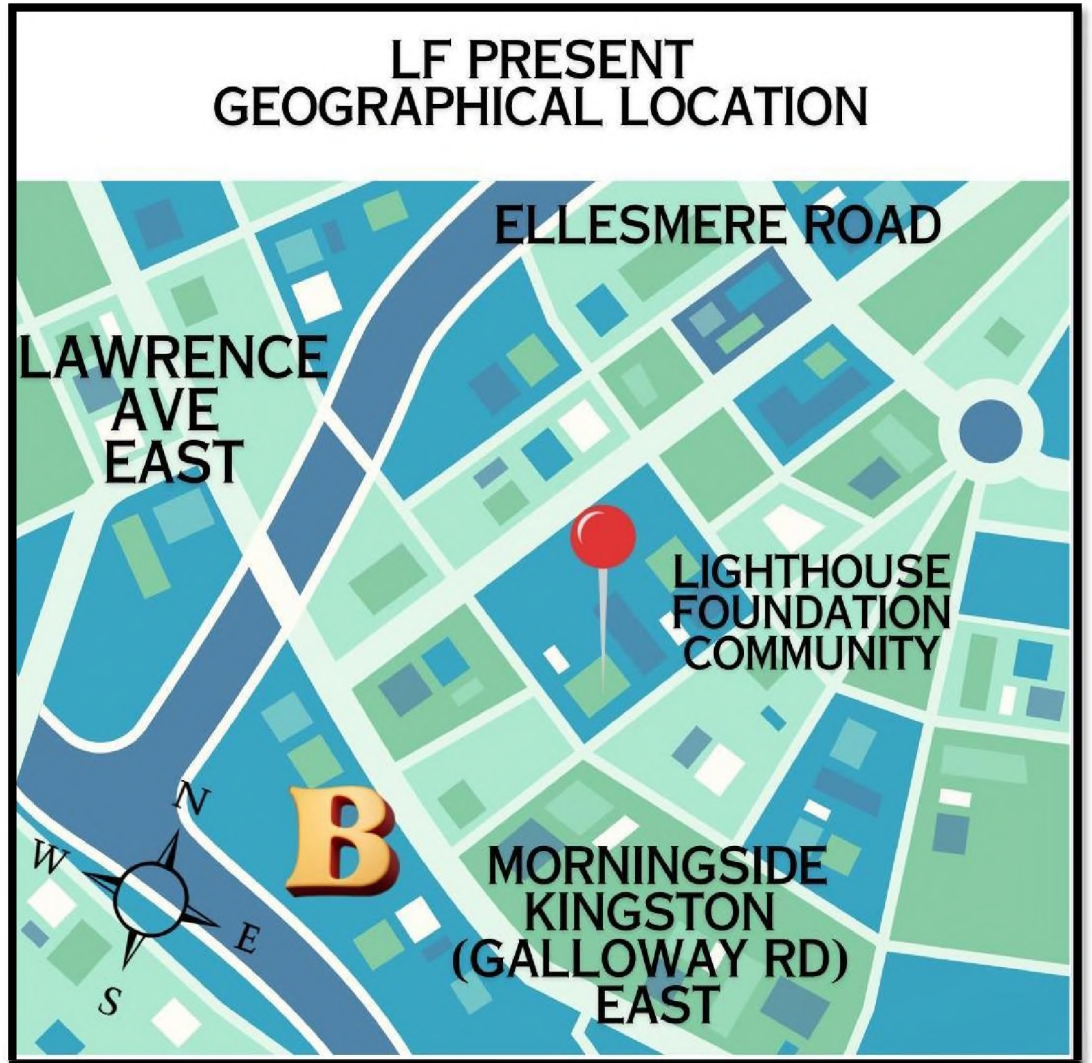 LF PRESENT
GEOGRAPHICAL LOCATION
ELLESMERE ROAD
LAWRENCE
AVE
EAST
LIGHTHOUSE
FOUNDATION
COMMUNITY
N
W
E
S
B
MORNINGSIDE
KINGSTON
(GALLOWAY RD)
EAST